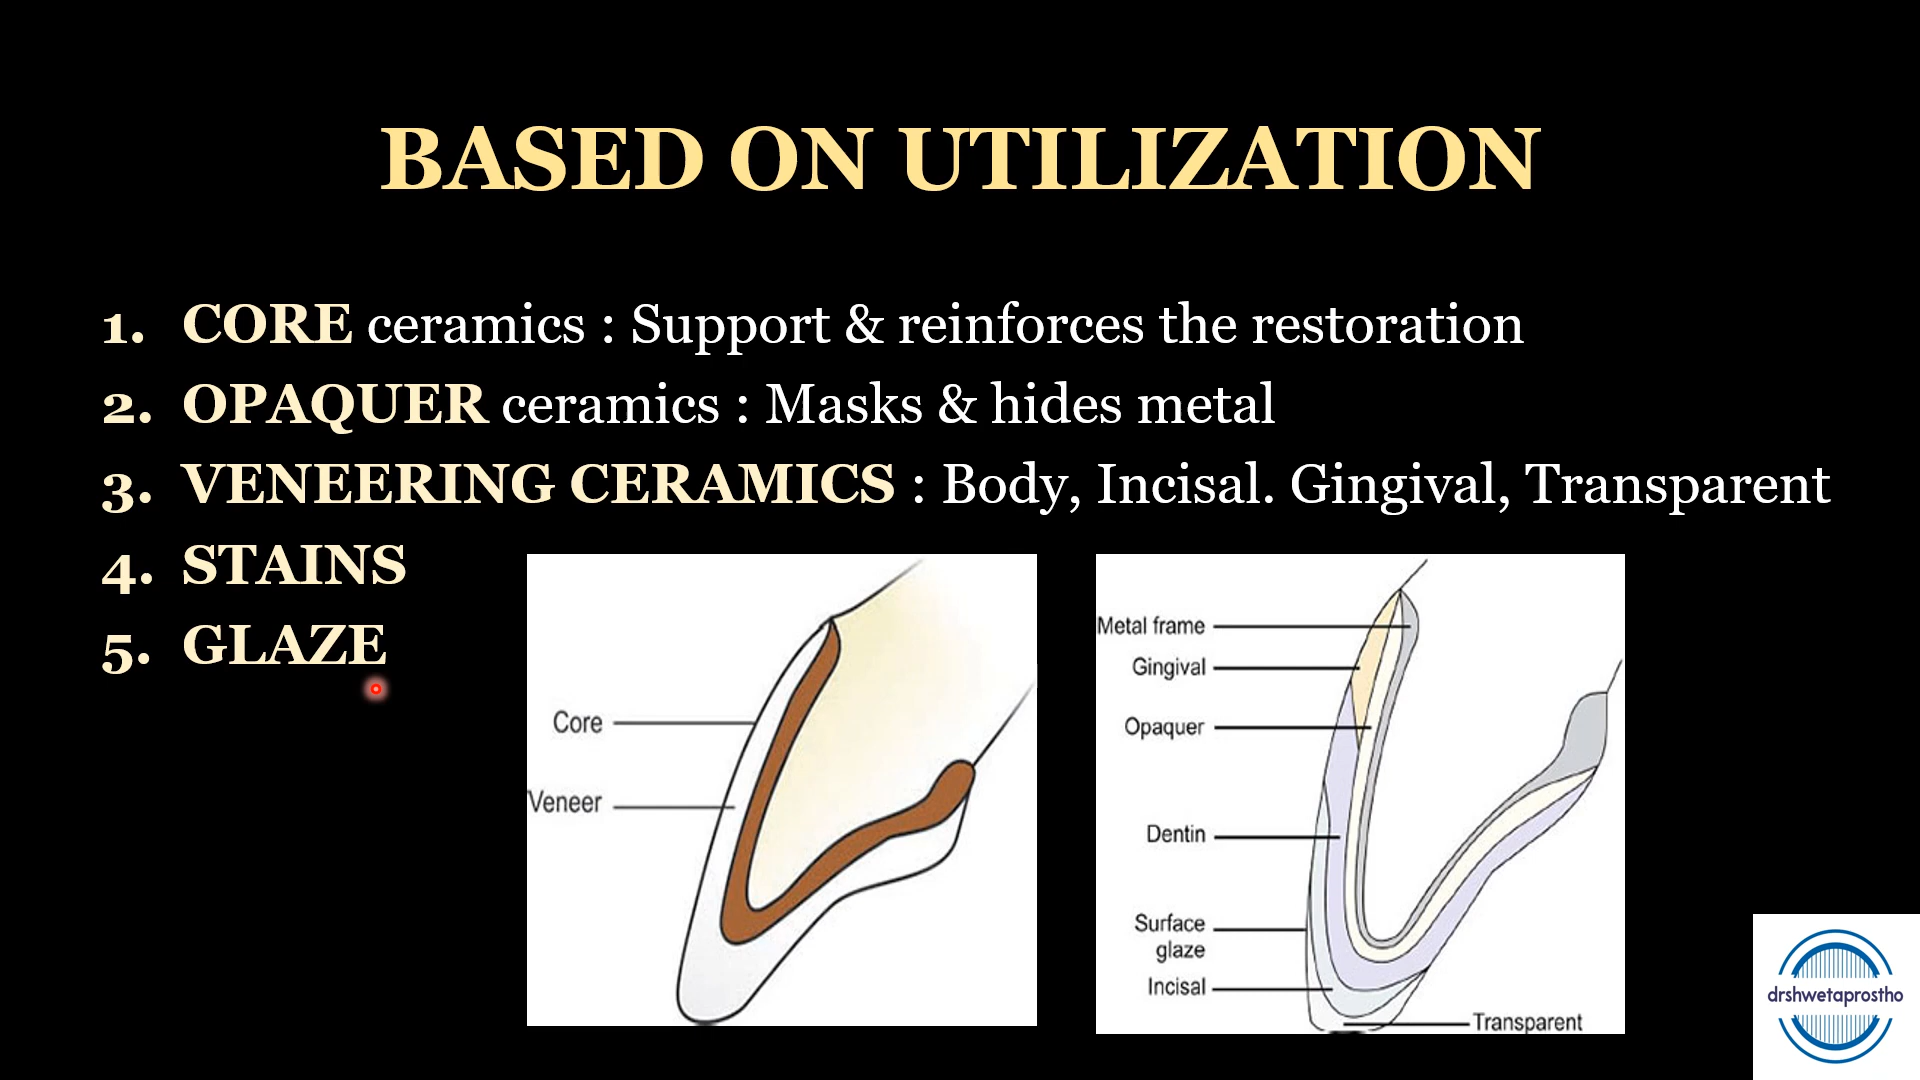 BASED ON UTILIZATION
1. CORE ceramics : Support & reinforces the restoration
2. OPAQUER ceramics : Masks & hides metal
3. VENEERING CERAMICS : Body, Incisal. Gingival, Transparent
4. STAINS
5. GLAZE
Core
Veneer
Metal frame
Gingival
Opaquer
Dentin
Surface
glaze
Incisal
Transparent
drshwetaprostho